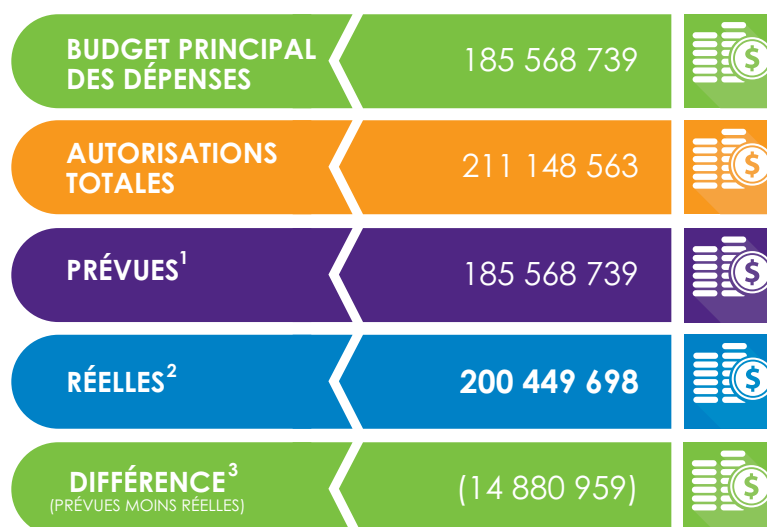 BUDGET PRINCIPAL
DES DÉPENSES
185 568 739
$
AUTORISATIONS
TOTALES
211 148 563
$
PRÉVUES¹
185 568 739
$
RÉELLES²
200 449 698
$
DIFFÉRENCE³
(PRÉVUES MOINS RÉELLES)
(14 880 959)
$